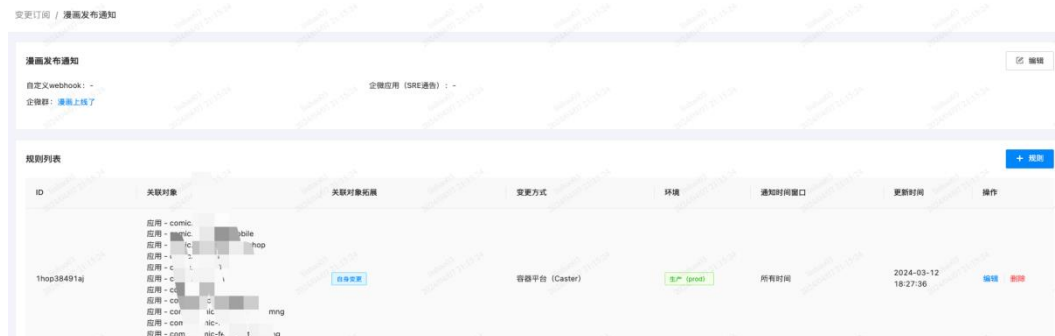 变更订阅 / 漫画发布通知
漫画发布通知
编辑
自定义webhook: -
企微应用（SRE通告）: -
企微群: 漫画上线了
规则列表
+ 规则
ID 关联对象 关联对象拓展 变更方式 环境 通知时间窗口 更新时间 操作
应用 - comic.
应用 - bile
应用 - hop
应用 -
应用 - c
1hop38491aj 应用 - c 自身变更 容器平台（Caster） 生产（prod） 所有时间 2024-03-12 18:27:36 编辑 删除
应用 - co
应用 - co
应用 - con mng
应用 - com
应用 - com